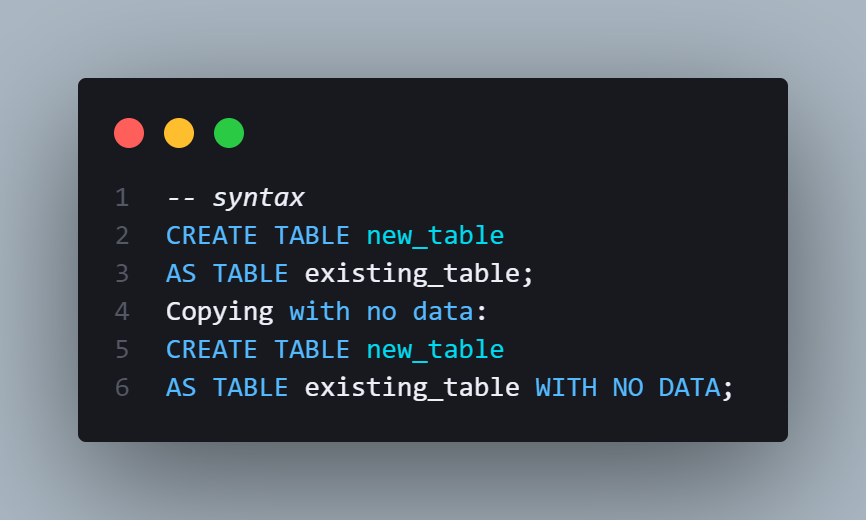 1 -- syntax
2 CREATE TABLE new_table
3 AS TABLE existing_table;
4 Copying with no data:
5 CREATE TABLE new_table
6 AS TABLE existing_table WITH NO DATA;